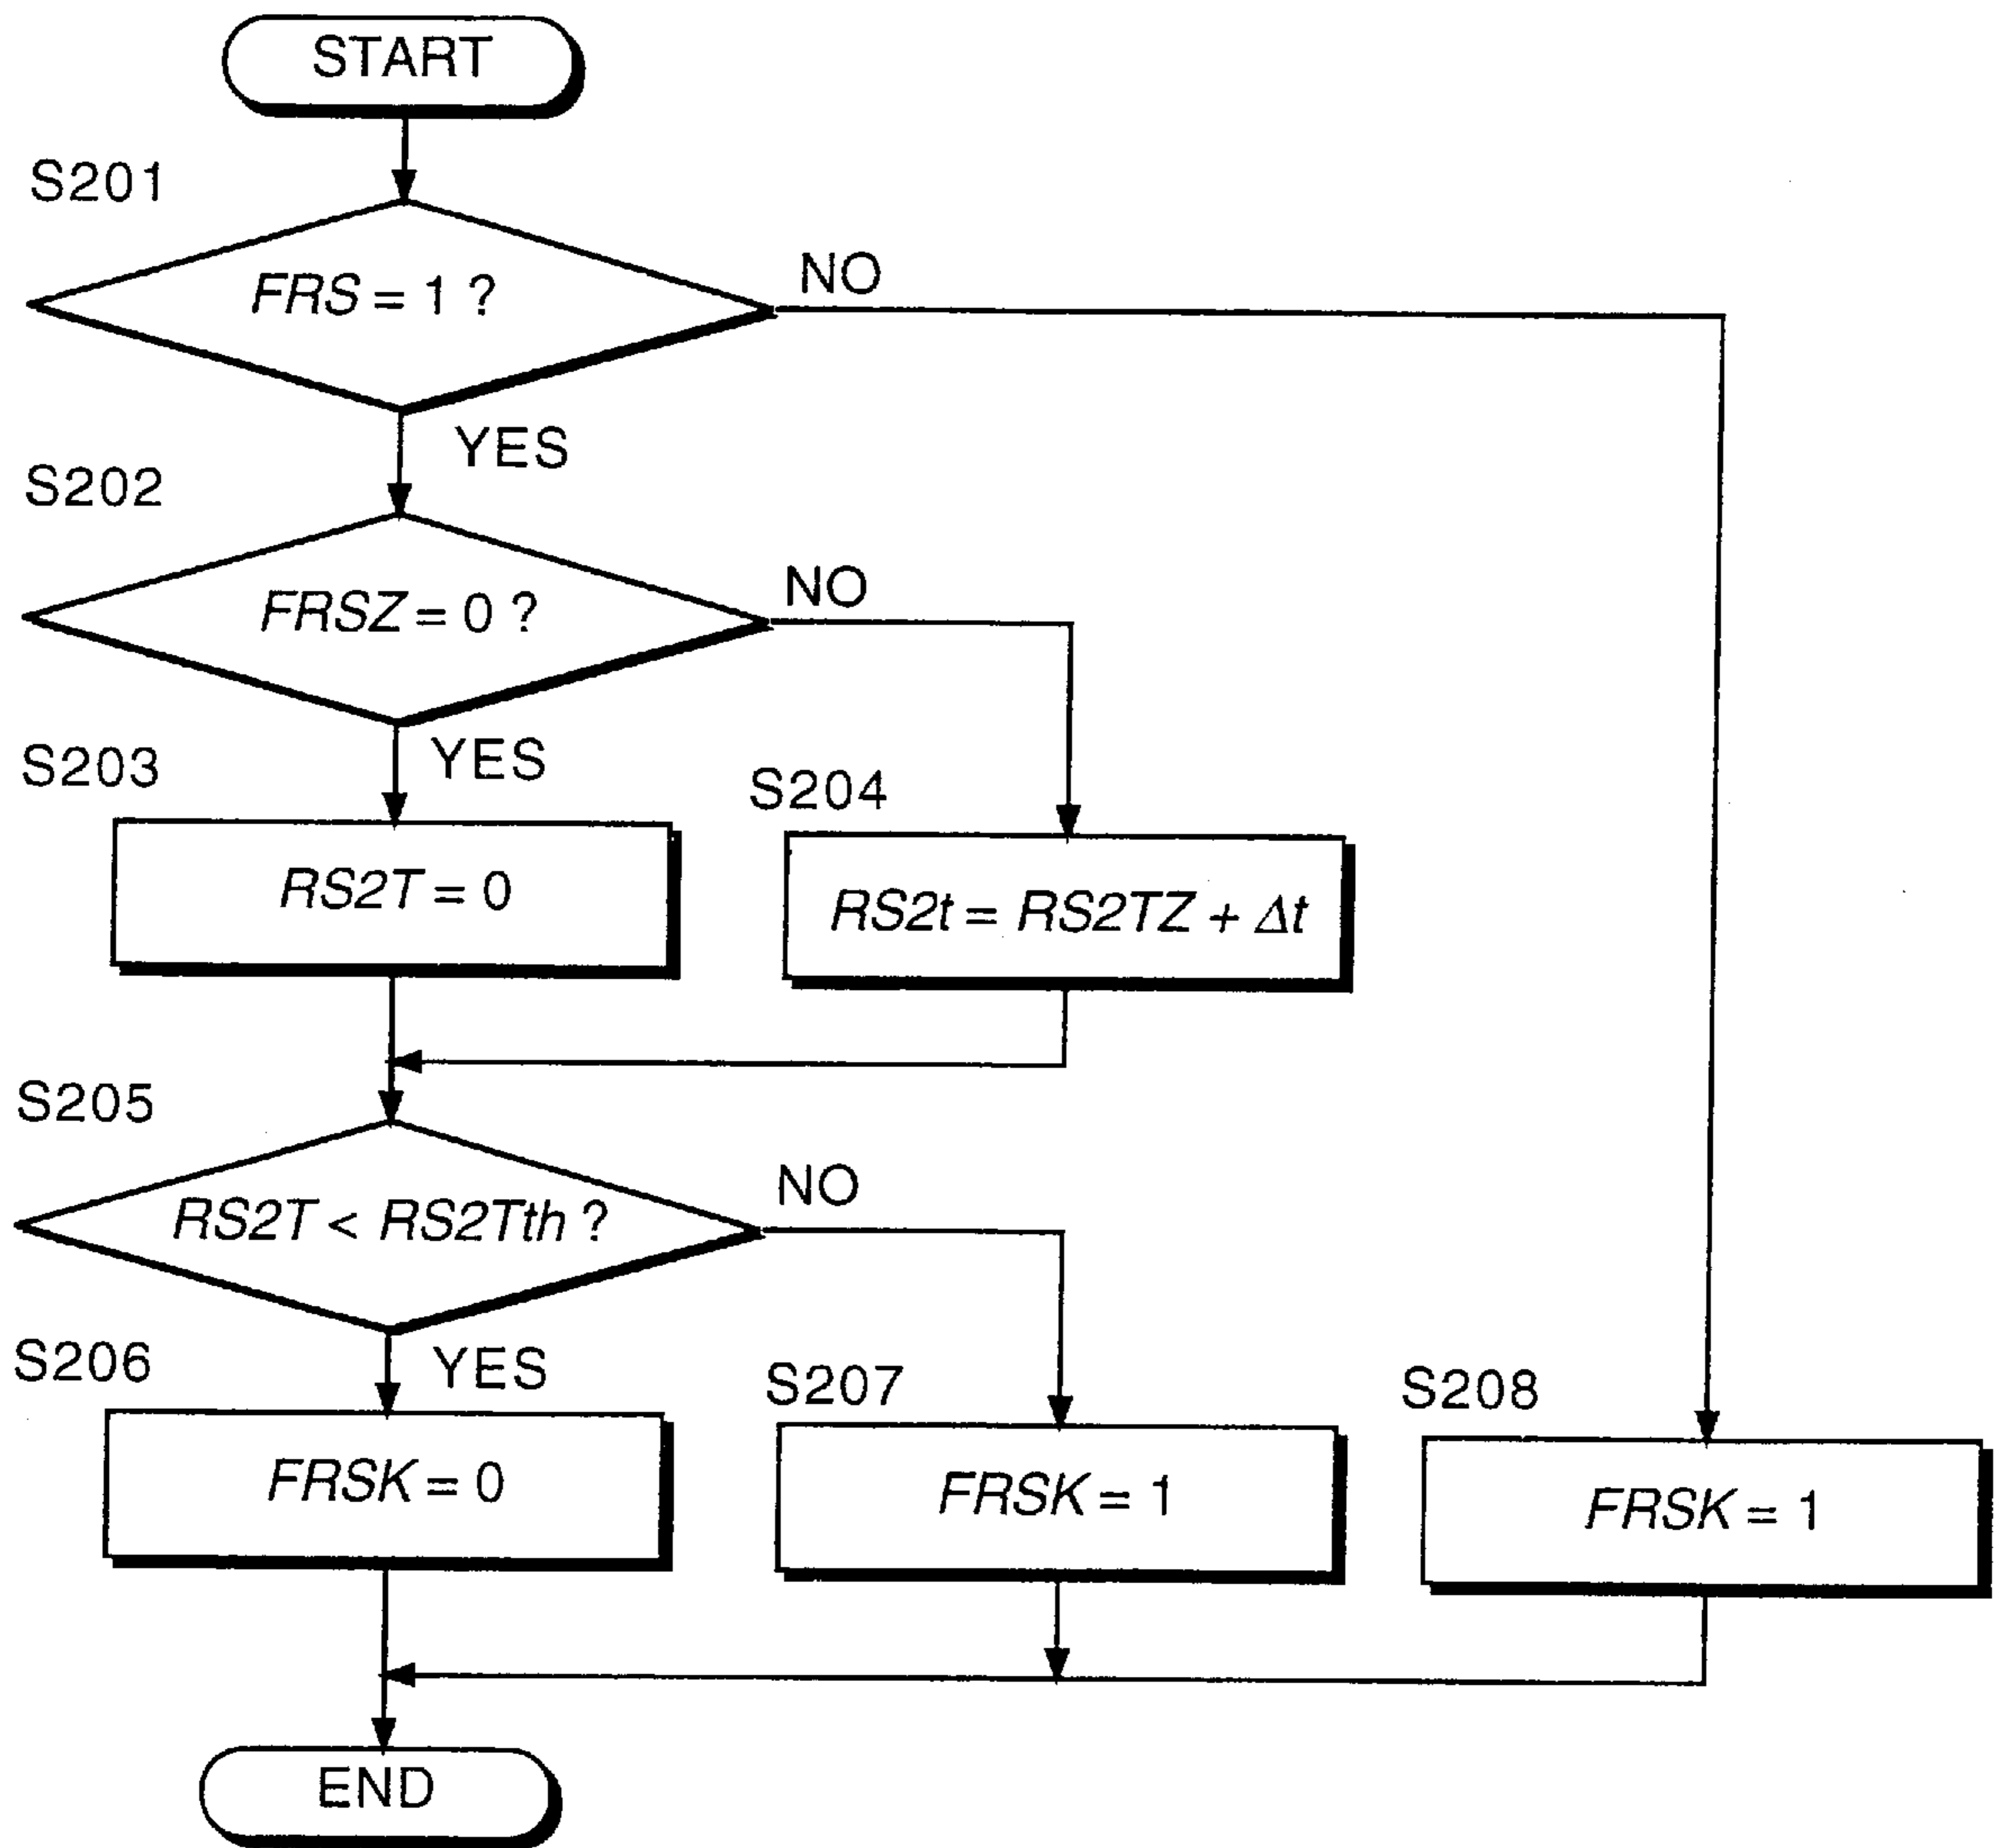 START
S201
FRS = 1 ?
NO
YES
S202
FRSZ = 0 ?
NO
YES
S203
RS2T = 0
S204
RS2t = RS2TZ + Δt
S205
RS2T < RS2Tth ?
NO
YES
S206
FRSK = 0
S207
FRSK = 1
S208
FRSK = 1
END